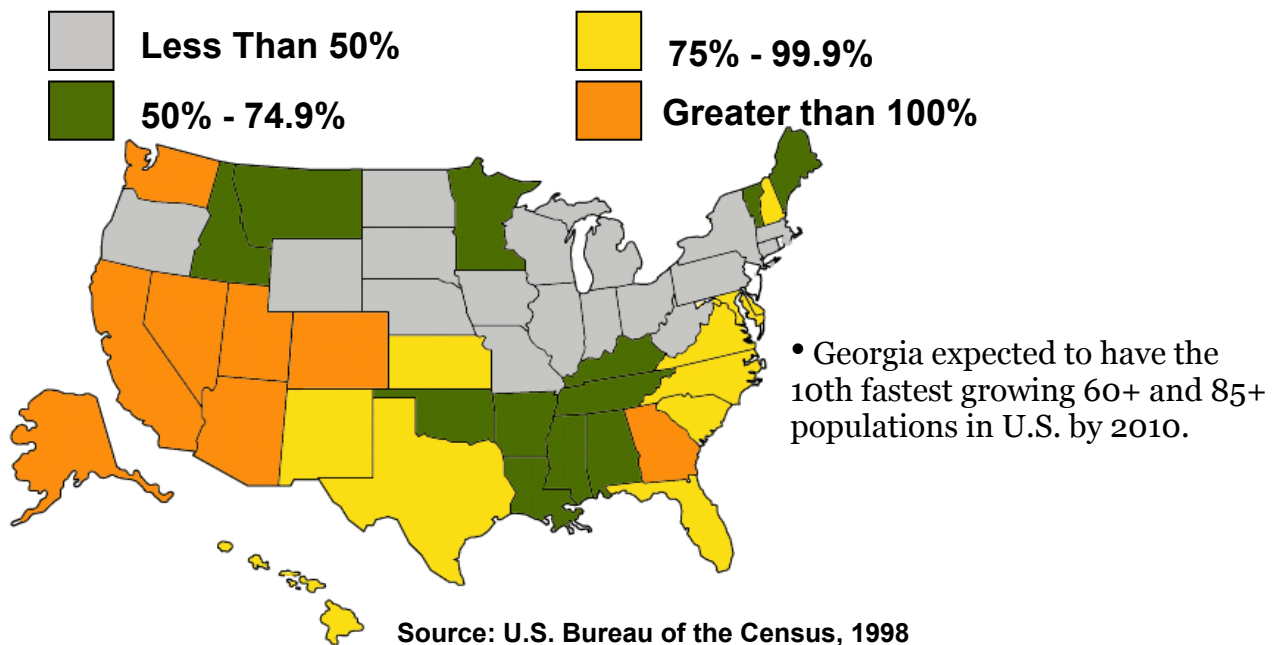 Less Than 50%
75% - 99.9%
50% - 74.9%
Greater than 100%
• Georgia expected to have the
10th fastest growing 60+ and 85+
populations in U.S. by 2010.
Source: U.S. Bureau of the Census, 1998